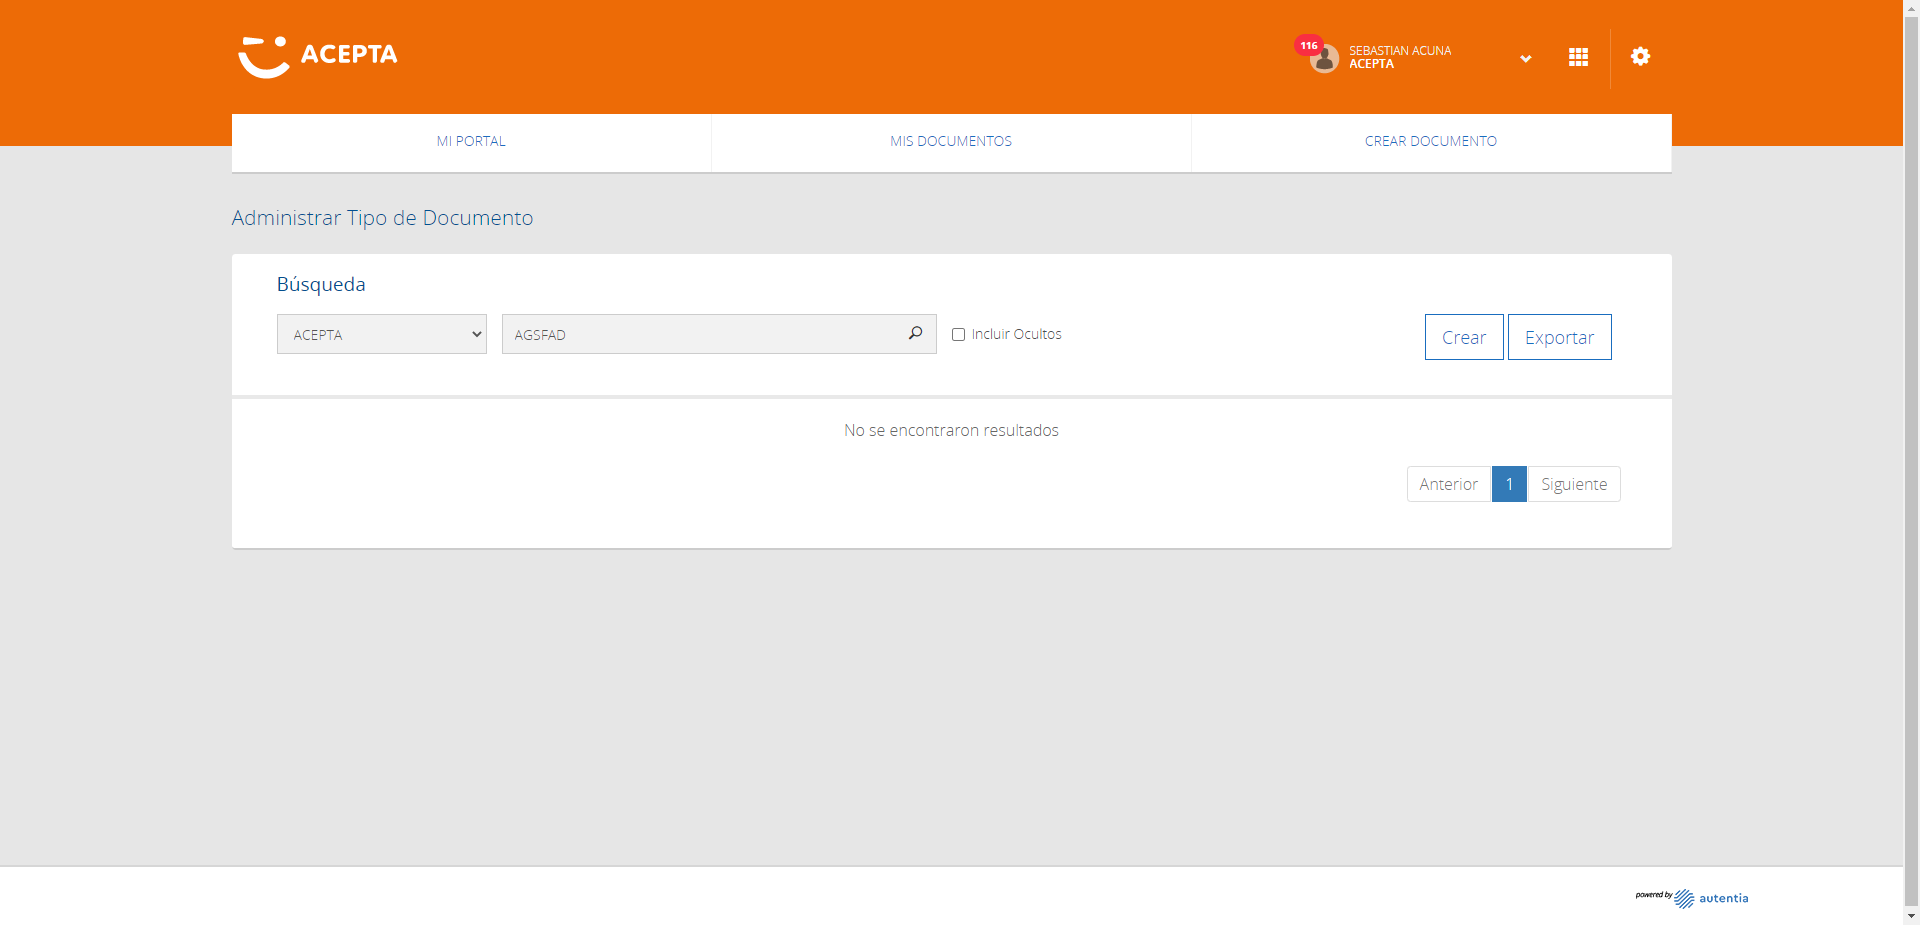 ACEPTA
116
SEBASTIAN ACUNA
ACEPTA
MI PORTAL
MIS DOCUMENTOS
CREAR DOCUMENTO
Administrar Tipo de Documento
Búsqueda
ACEPTA
AGSFAD
Incluir Ocultos
Crear
Exportar
No se encontraron resultados
Anterior
1
Siguiente
powered by autentia